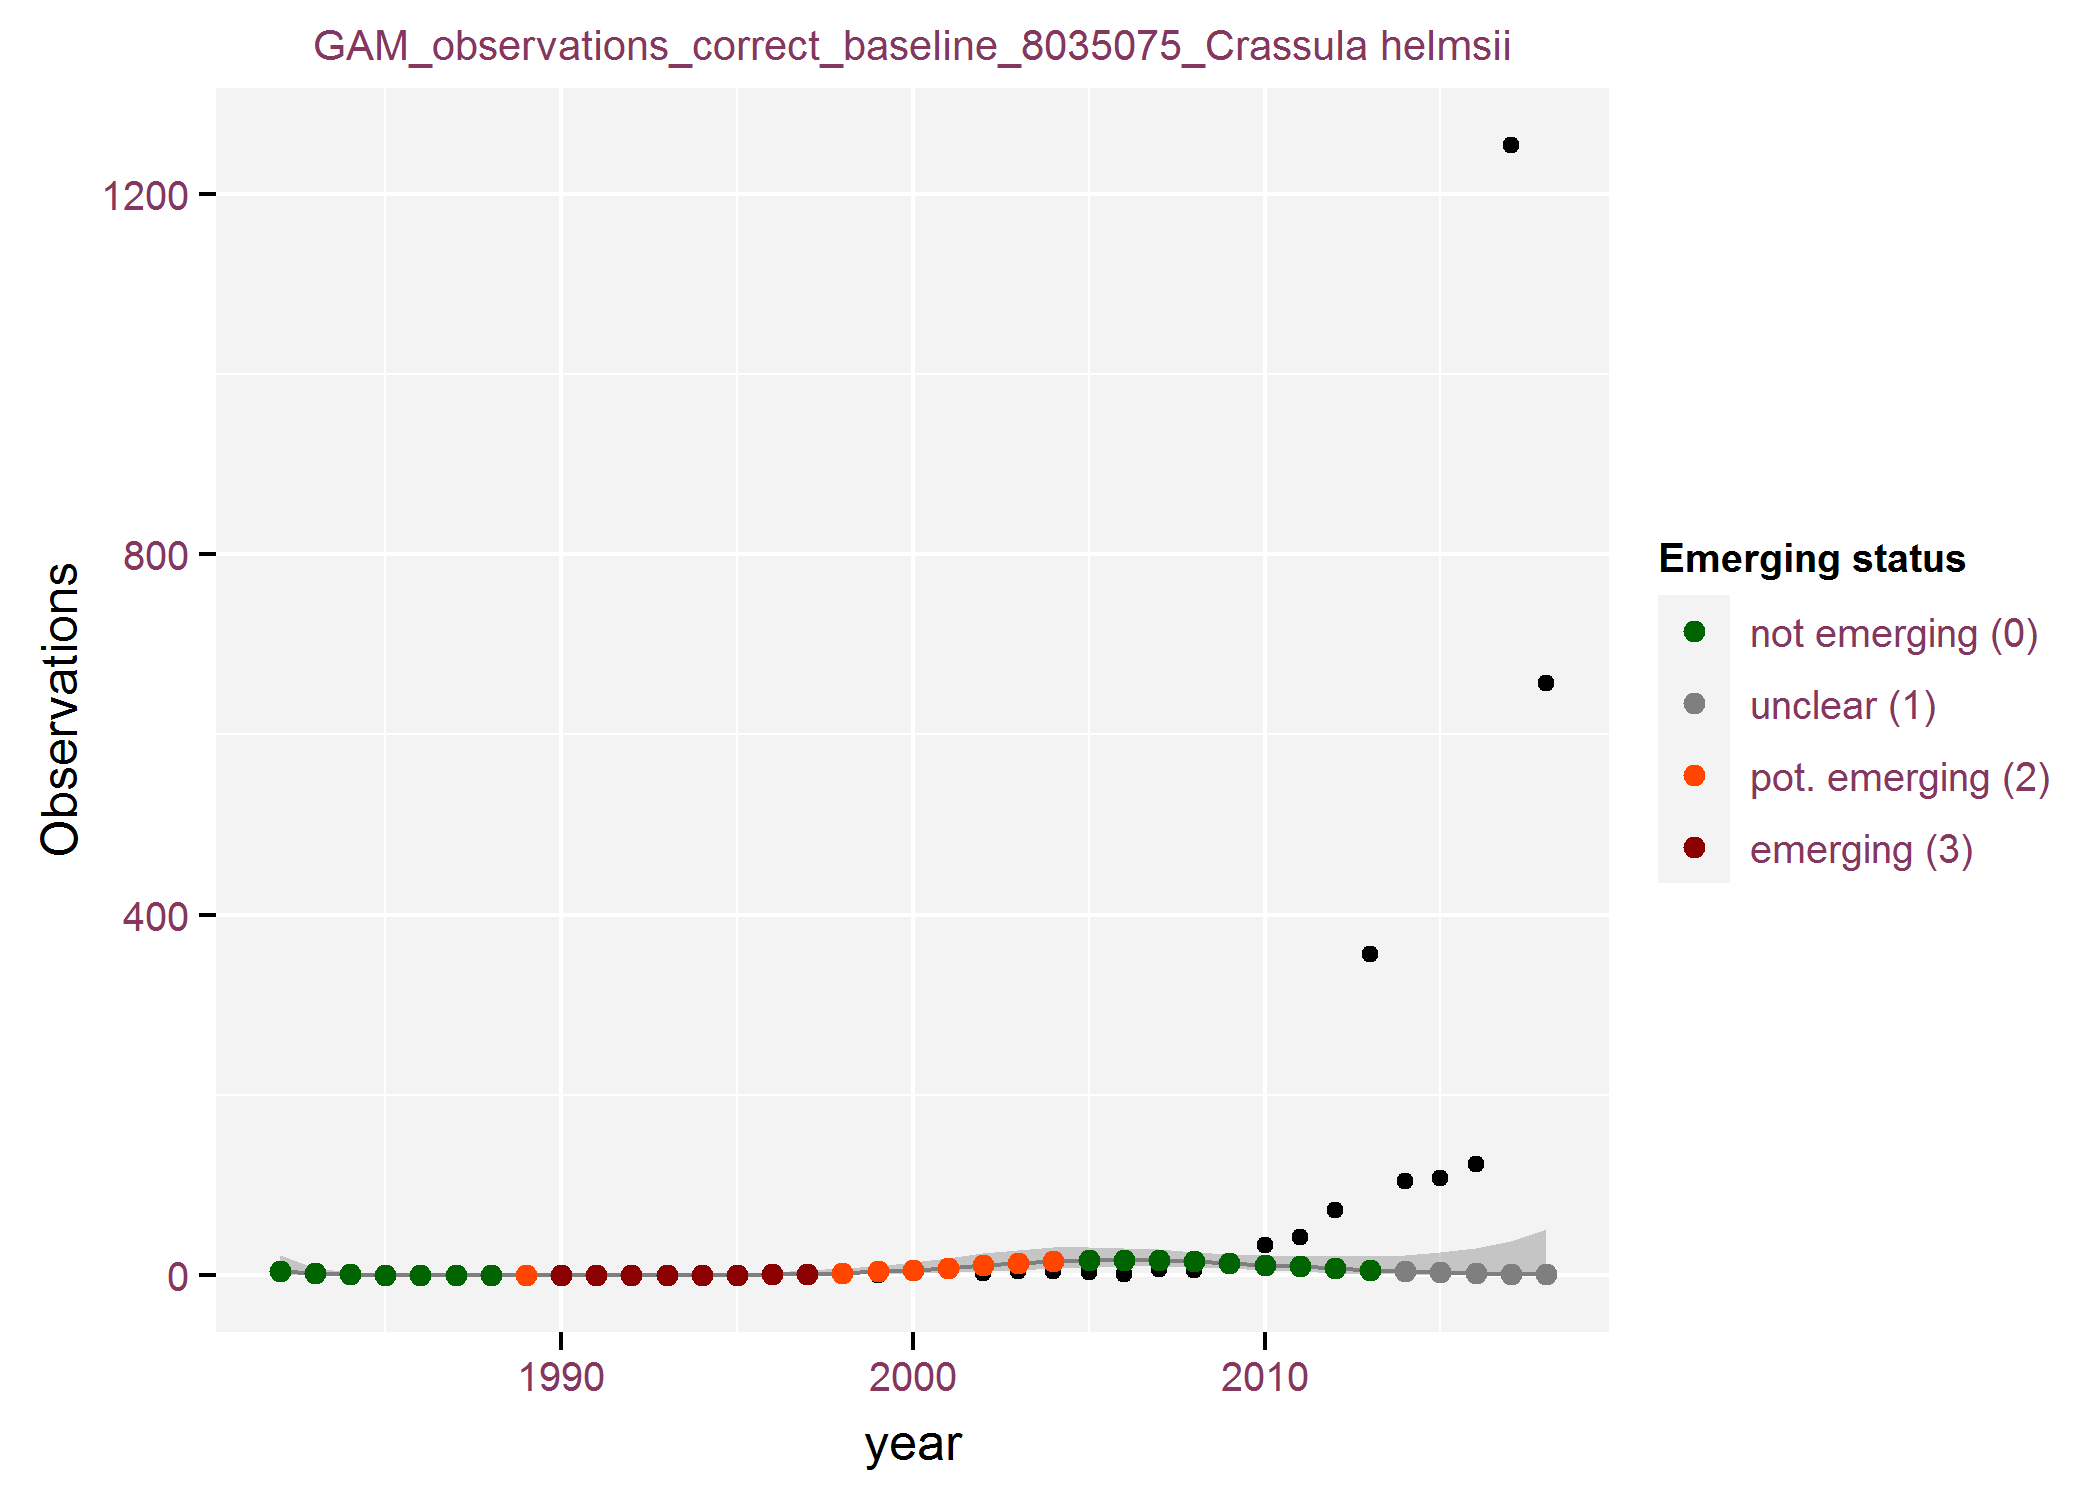 GAM_observations_correct_baseline_8035075_Crassula helmsii
1200
800
400
0
Observations
1990
2000
2010
year
Emerging status
not emerging (0)
unclear (1)
pot. emerging (2)
emerging (3)